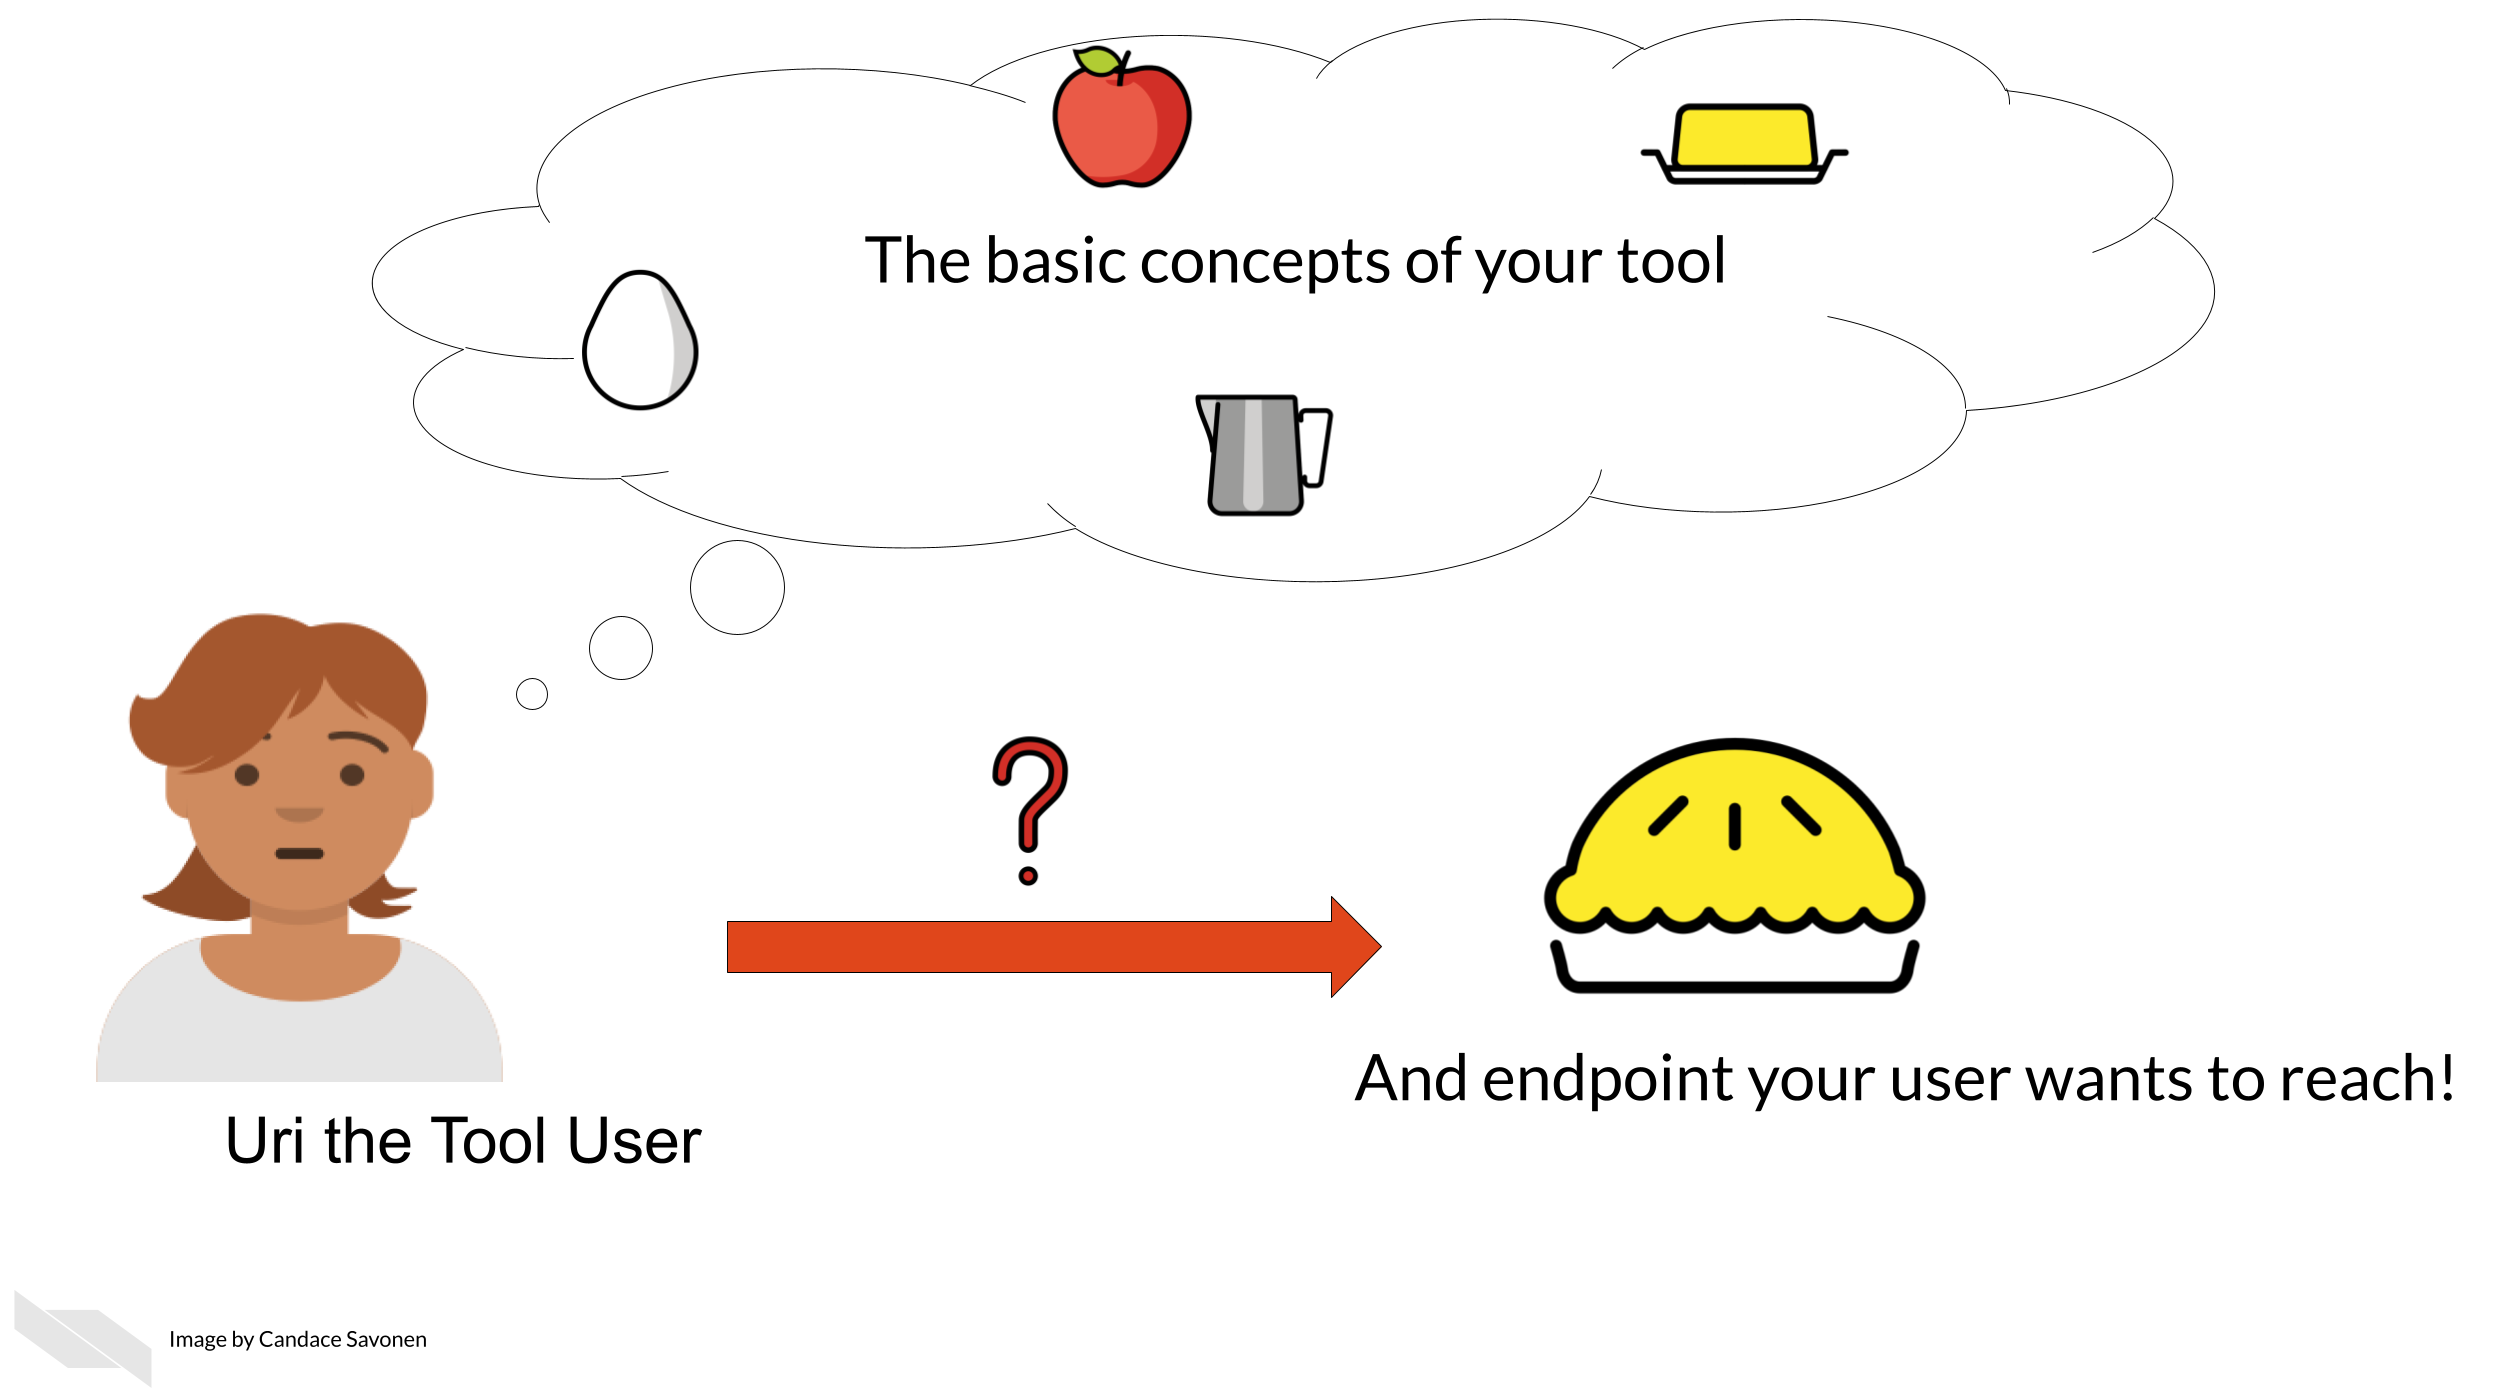 The basic concepts of your tool
And endpoint your user wants to reach!
Uri the Tool User
Image by Candace Savonen